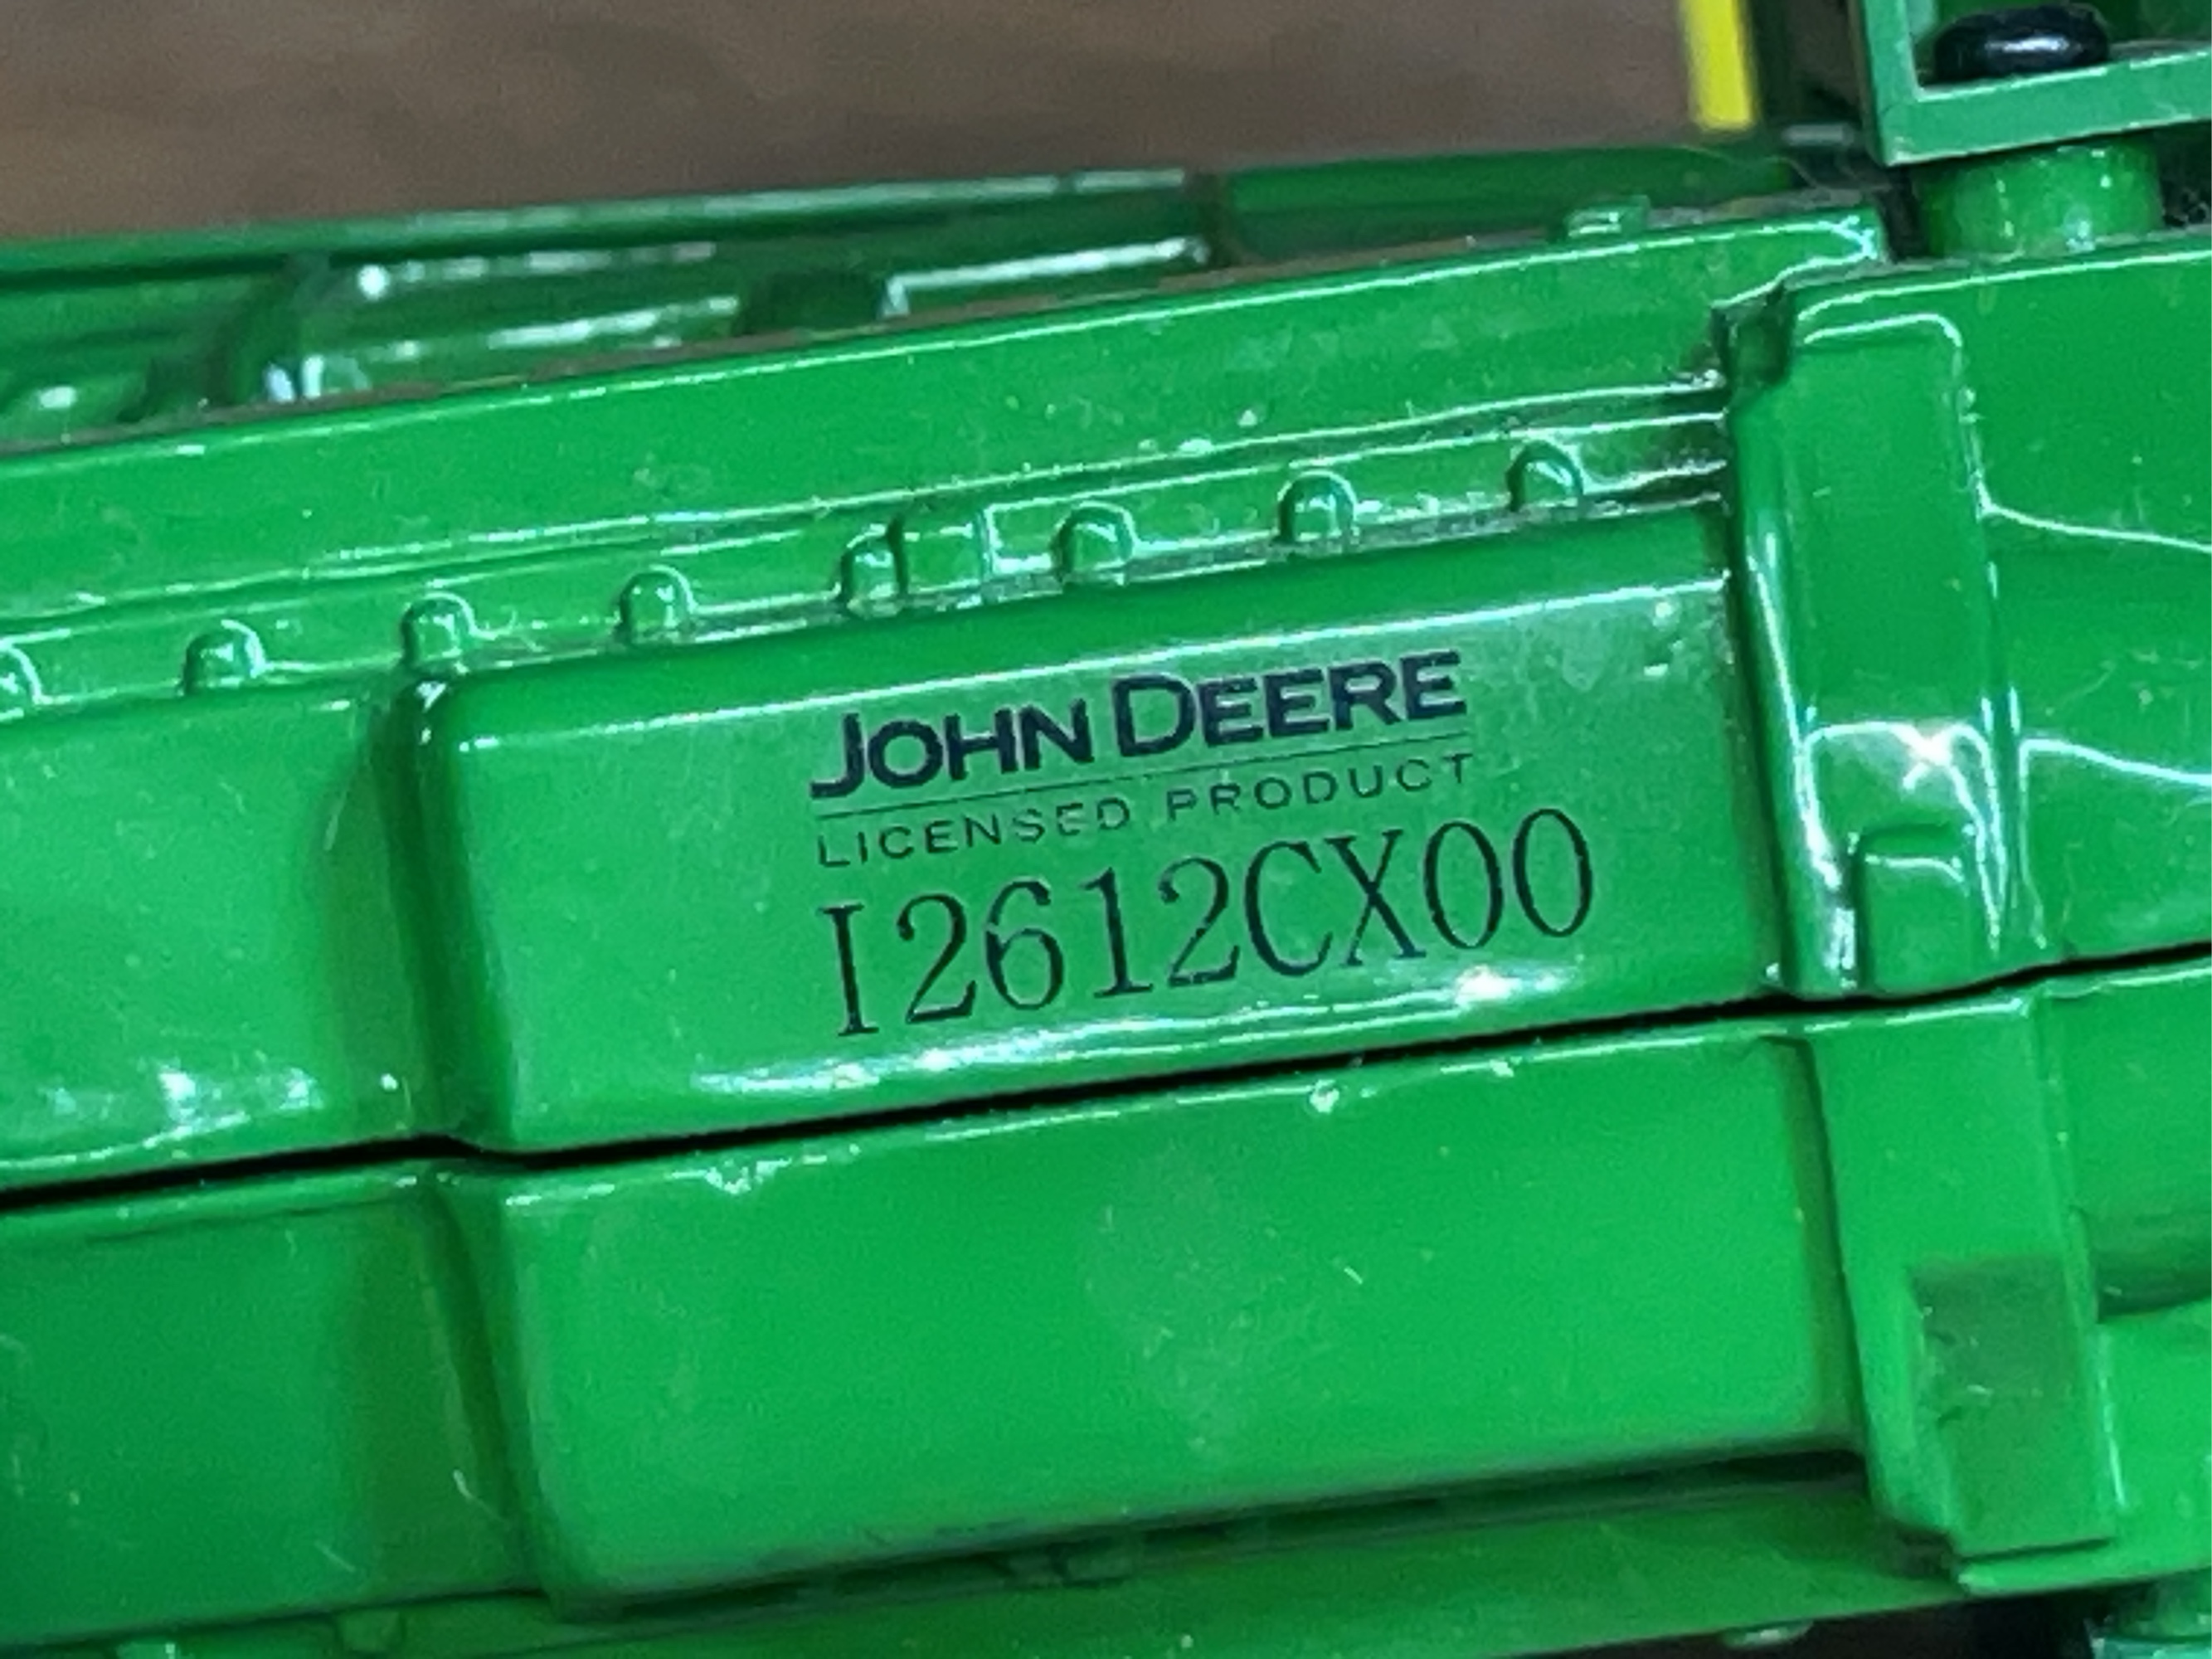 JOHN DEERE
LICENSED PRODUCT
I2612CX00